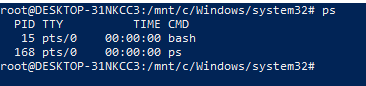 root@DESKTOP-31NKCC3:/mnt/c/Windows/system32# ps
  PID TTY          TIME CMD
   15 pts/0    00:00:00 bash
  168 pts/0    00:00:00 ps
root@DESKTOP-31NKCC3:/mnt/c/Windows/system32#